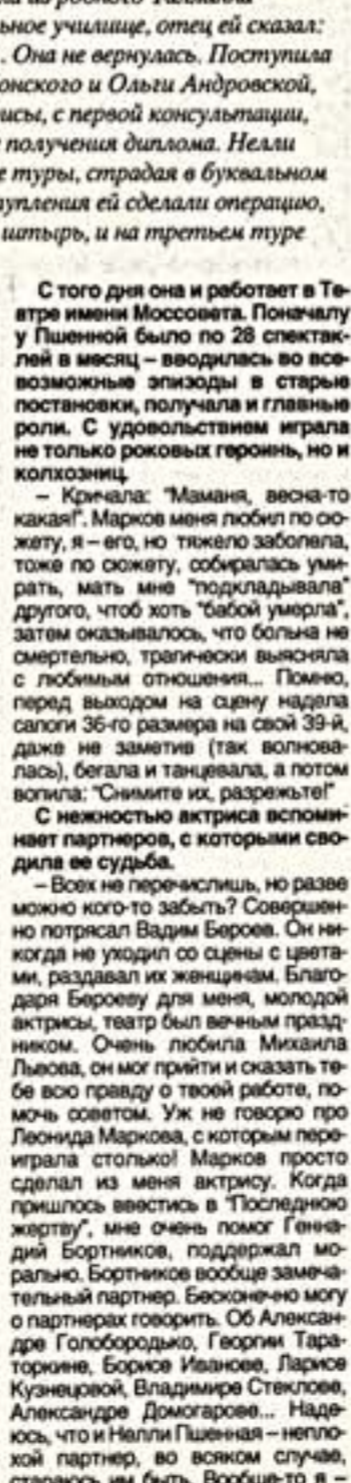 льное училище, отец ей сказал:
. Она не вернулась. Поступила
онского и Ольги Андровской,
исы, с первой консультации,
получения диплома. Нелли
е туры, страдая в буквальном
тупления ей сделали операцию,
штырь, и на третьем туре
С того дня она и работает в Те-
атре имени Моссовета. Поначалу
у Пшенной было по 28 спектак-
лей в месяц – вводилась во все-
возможные эпизоды в старые
постановки, получала и главные
роли. С удовольствием играла
не только роковых героинь, но и
колхозниц.
– Кричала: "Маманя, весна-то
какая!". Марков меня любил по сю-
жету, я – его, но тяжело заболела,
тоже по сюжету, собиралась уми-
рать, мать мне "подкладывала"
другого, чтоб хоть "бабой умерла",
затем оказывалось, что больна не
смертельно, трагически выясняла
с любимым отношения... Помню,
перед выходом на сцену надела
сапоги 36-го размера на свой 39-й,
даже не заметив (так волнова-
лась), бегала и танцевала, а потом
вопила: "Снимите их, разрежьте!"
С нежностью актриса вспоми-
нает партнеров, с которыми сво-
дила ее судьба.
– Всех не перечислишь, но разве
можно кого-то забыть? Совершен-
но потрясал Вадим Бероев. Он ни-
когда не уходил со сцены с цвета-
ми, раздавал их женщинам. Благо-
даря Бероеву для меня, молодой
актрисы, театр был вечным празд-
ником. Очень любила Михаила
Львова, он мог прийти и сказать те-
бе всю правду о твоей работе, по-
мочь советом. Уж не говорю про
Леонида Маркова, с которым пере-
играла столько! Марков просто
сделал из меня актрису. Когда
пришлось ввестись в "Последнюю
жертву", мне очень помог Генна-
дий Бортников, поддержал мо-
рально. Бортников вообще замеча-
тельный партнер. Бесконечно могу
о партнерах говорить. Об Алексан-
дре Голобородько, Георгии Тара-
торкине, Борисе Иванове, Ларисе
Кузнецовой, Владимире Стеклове,
Александре Домогарове... Наде-
юсь, что и Нелли Пшенная – непло-
хой партнер, во всяком случае,
стараюсь им быть. Вообще-то я –